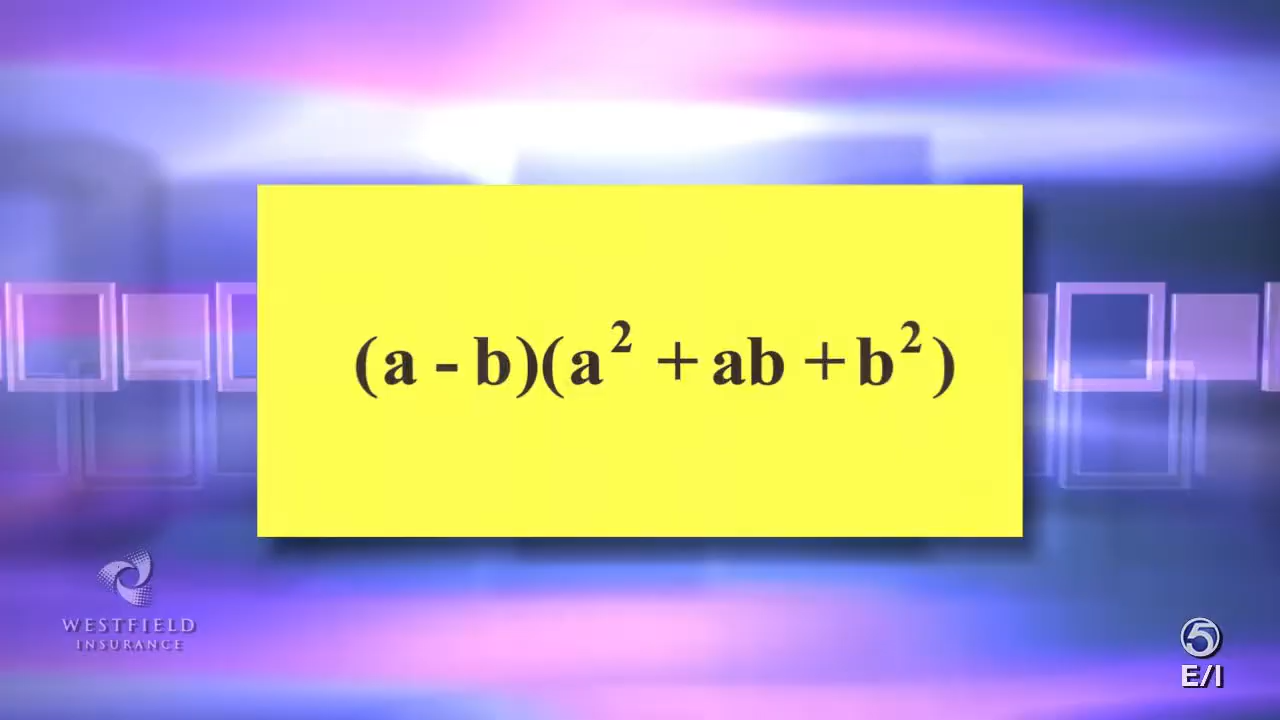 (a - b)(a² + ab + b²)
WESTFIELD
INSURANCE
5
E/I